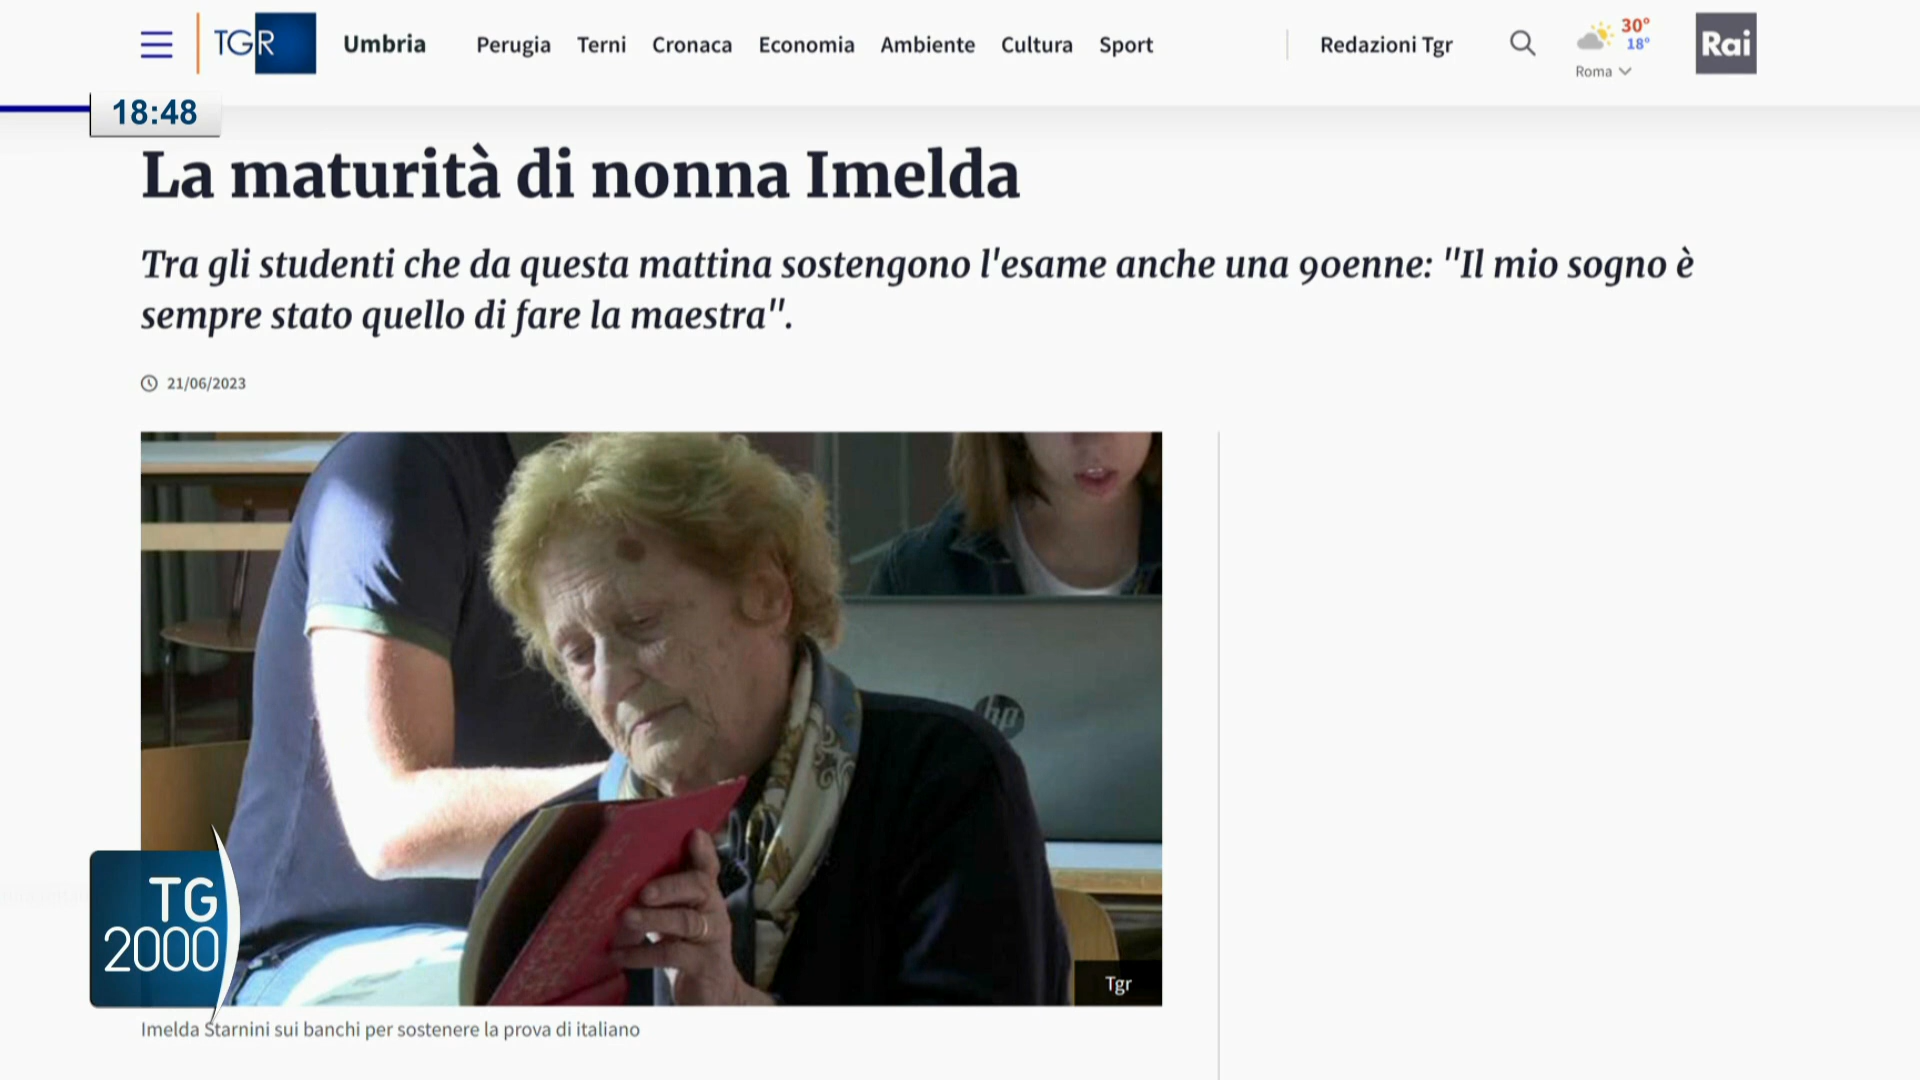 TGR Umbria Perugia Terni Cronaca Economia Ambiente Cultura Sport Redazioni Tgr 30° 18° Roma Rai
18:48
La maturità di nonna Imelda
Tra gli studenti che da questa mattina sostengono l'esame anche una 90enne: "Il mio sogno è
sempre stato quello di fare la maestra".
21/06/2023
hp
Tgr
TG
2000
Imelda Starnini sui banchi per sostenere la prova di italiano